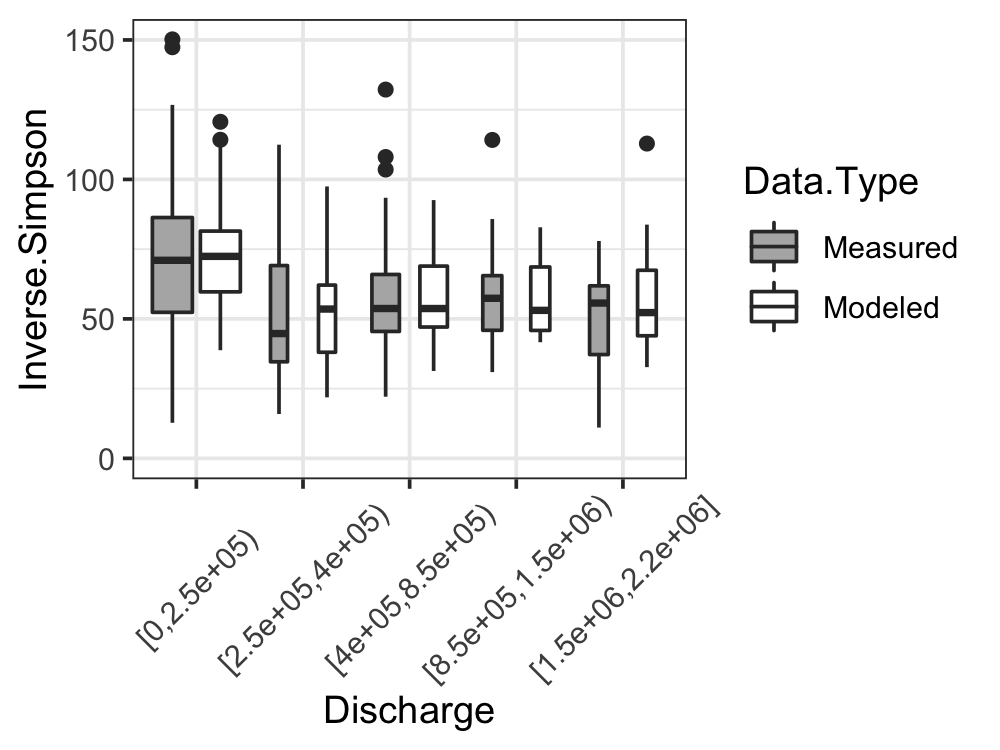 Inverse.Simpson
150
100
50
0
[0,2.5e+05)
[2.5e+05,4e+05)
[4e+05,8.5e+05)
[8.5e+05,1.5e+06)
[1.5e+06,2.2e+06]
Discharge
Data.Type
Measured
Modeled